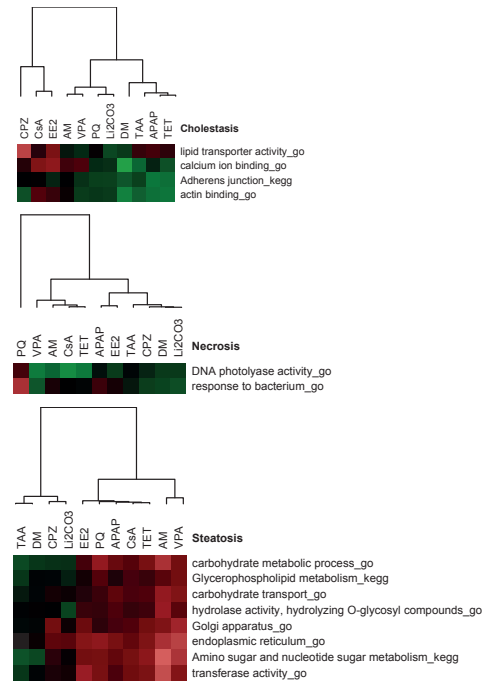 CPZ CsA EE2 AM VPA PQ Li2CO3 DM TAA APAP TET
Cholestasis
lipid transporter activity_go
calcium ion binding_go
Adherens junction_kegg
actin binding_go
PQ VPA AM CsA TET APAP EE2 TAA CPZ DM Li2CO3
Necrosis
DNA photolyase activity_go
response to bacterium_go
TAA DM CPZ Li2CO3 EE2 PQ APAP CsA TET AM VPA
Steatosis
carbohydrate metabolic process_go
Glycerophospholipid metabolism_kegg
carbohydrate transport_go
hydrolase activity, hydrolyzing O-glycosyl compounds_go
Golgi apparatus_go
endoplasmic reticulum_go
Amino sugar and nucleotide sugar metabolism_kegg
transferase activity_go